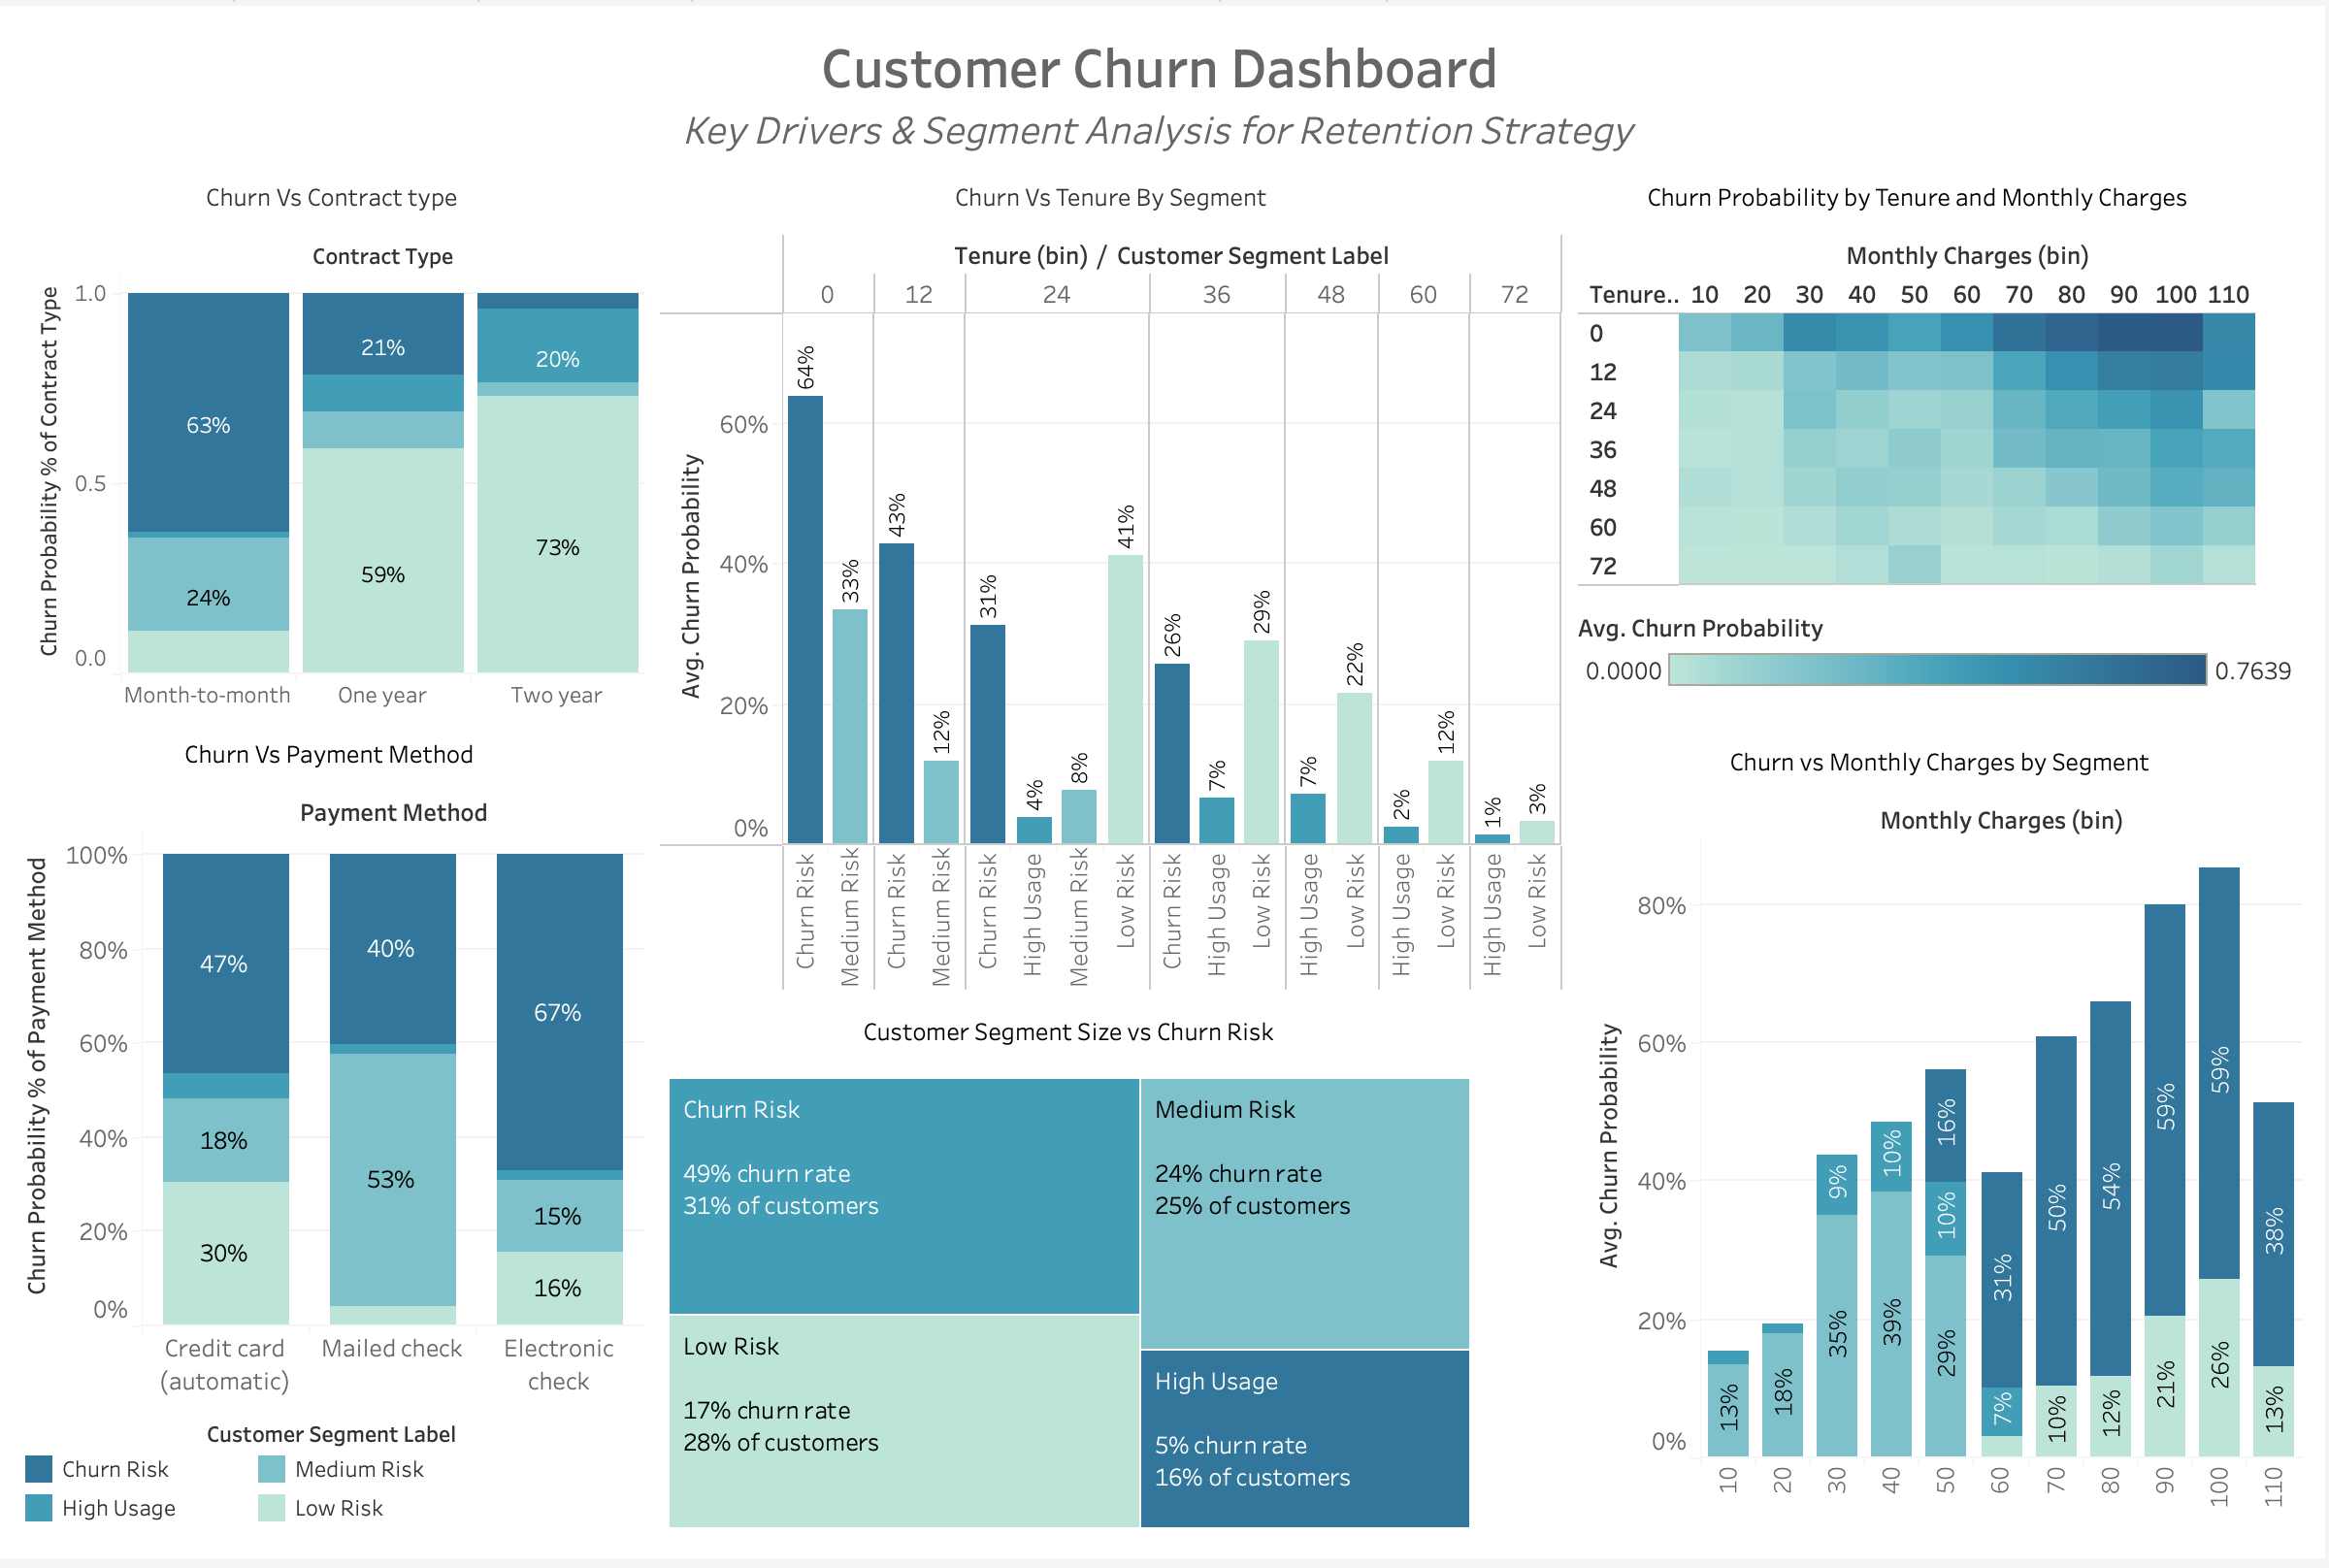 Customer Churn Dashboard
Key Drivers & Segment Analysis for Retention Strategy
Churn Vs Contract type
Contract Type
Churn Probability % of Contract Type
1.0
0.5
0.0
63%
24%
21%
59%
20%
73%
Month-to-month
One year
Two year
Churn Vs Payment Method
Payment Method
Churn Probability % of Payment Method
100%
80%
60%
40%
20%
0%
47%
18%
30%
40%
53%
67%
15%
16%
Credit card
(automatic)
Mailed check
Electronic
check
Customer Segment Label
Churn Risk
Medium Risk
High Usage
Low Risk
Churn Vs Tenure By Segment
Tenure (bin) / Customer Segment Label
0 12 24 36 48 60 72
Avg. Churn Probability
60%
40%
20%
0%
64%
33%
43%
12%
31%
4%
8%
41%
26%
7%
29%
7%
22%
2%
12%
1%
3%
Churn Risk
Medium Risk
Churn Risk
Medium Risk
Churn Risk
High Usage
Medium Risk
Low Risk
Churn Risk
High Usage
Low Risk
High Usage
Low Risk
High Usage
Low Risk
High Usage
Low Risk
Customer Segment Size vs Churn Risk
Churn Risk
49% churn rate
31% of customers
Medium Risk
24% churn rate
25% of customers
Low Risk
17% churn rate
28% of customers
High Usage
5% churn rate
16% of customers
Churn Probability by Tenure and Monthly Charges
Monthly Charges (bin)
Tenure.. 10 20 30 40 50 60 70 80 90 100 110
0
12
24
36
48
60
72
Avg. Churn Probability
0.0000
0.7639
Churn vs Monthly Charges by Segment
Monthly Charges (bin)
Avg. Churn Probability
80%
60%
40%
20%
0%
13%
18%
9%
35%
10%
39%
16%
10%
29%
31%
7%
50%
10%
54%
12%
59%
21%
59%
26%
38%
13%
10
20
30
40
50
60
70
80
90
100
110